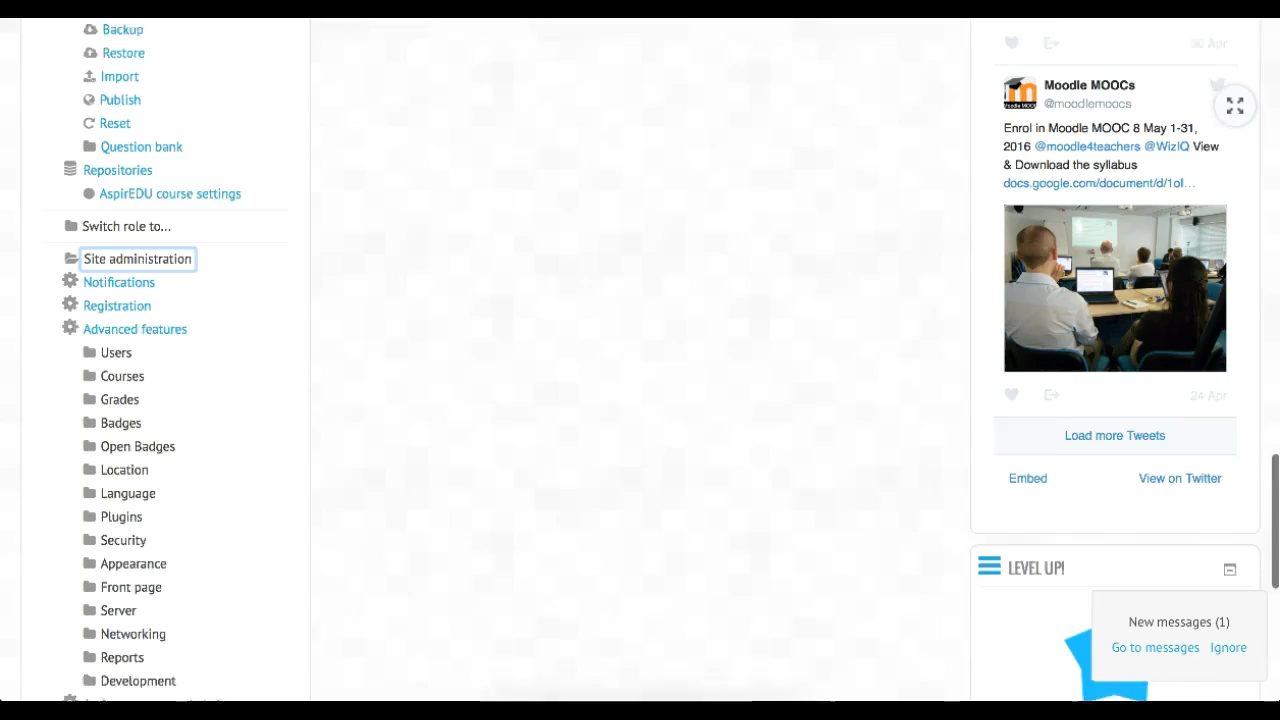 Backup
Restore
Import
Publish
Reset
Question bank
Repositories
AspirEDU course settings
Switch role to...
Site administration
Notifications
Registration
Advanced features
Users
Courses
Grades
Badges
Open Badges
Location
Language
Plugins
Security
Appearance
Front page
Server
Networking
Reports
Development
Apr
Moodle MOOCs
@moodlemoocs
Enrol in Moodle MOOC 8 May 1-31,
2016 @moodle4teachers @WizIQ View
& Download the syllabus
docs.google.com/document/d/1ol...
24 Apr
Load more Tweets
Embed
View on Twitter
LEVEL UP!
New messages (1)
Go to messages Ignore